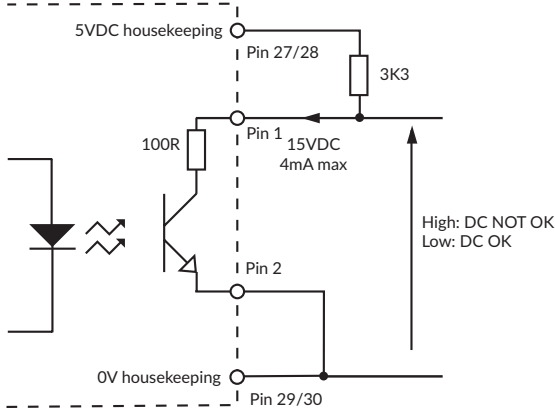 5VDC housekeeping
Pin 27/28
3K3
Pin 1
15VDC
4mA max
100R
High: DC NOT OK
Low: DC OK
Pin 2
0V housekeeping
Pin 29/30